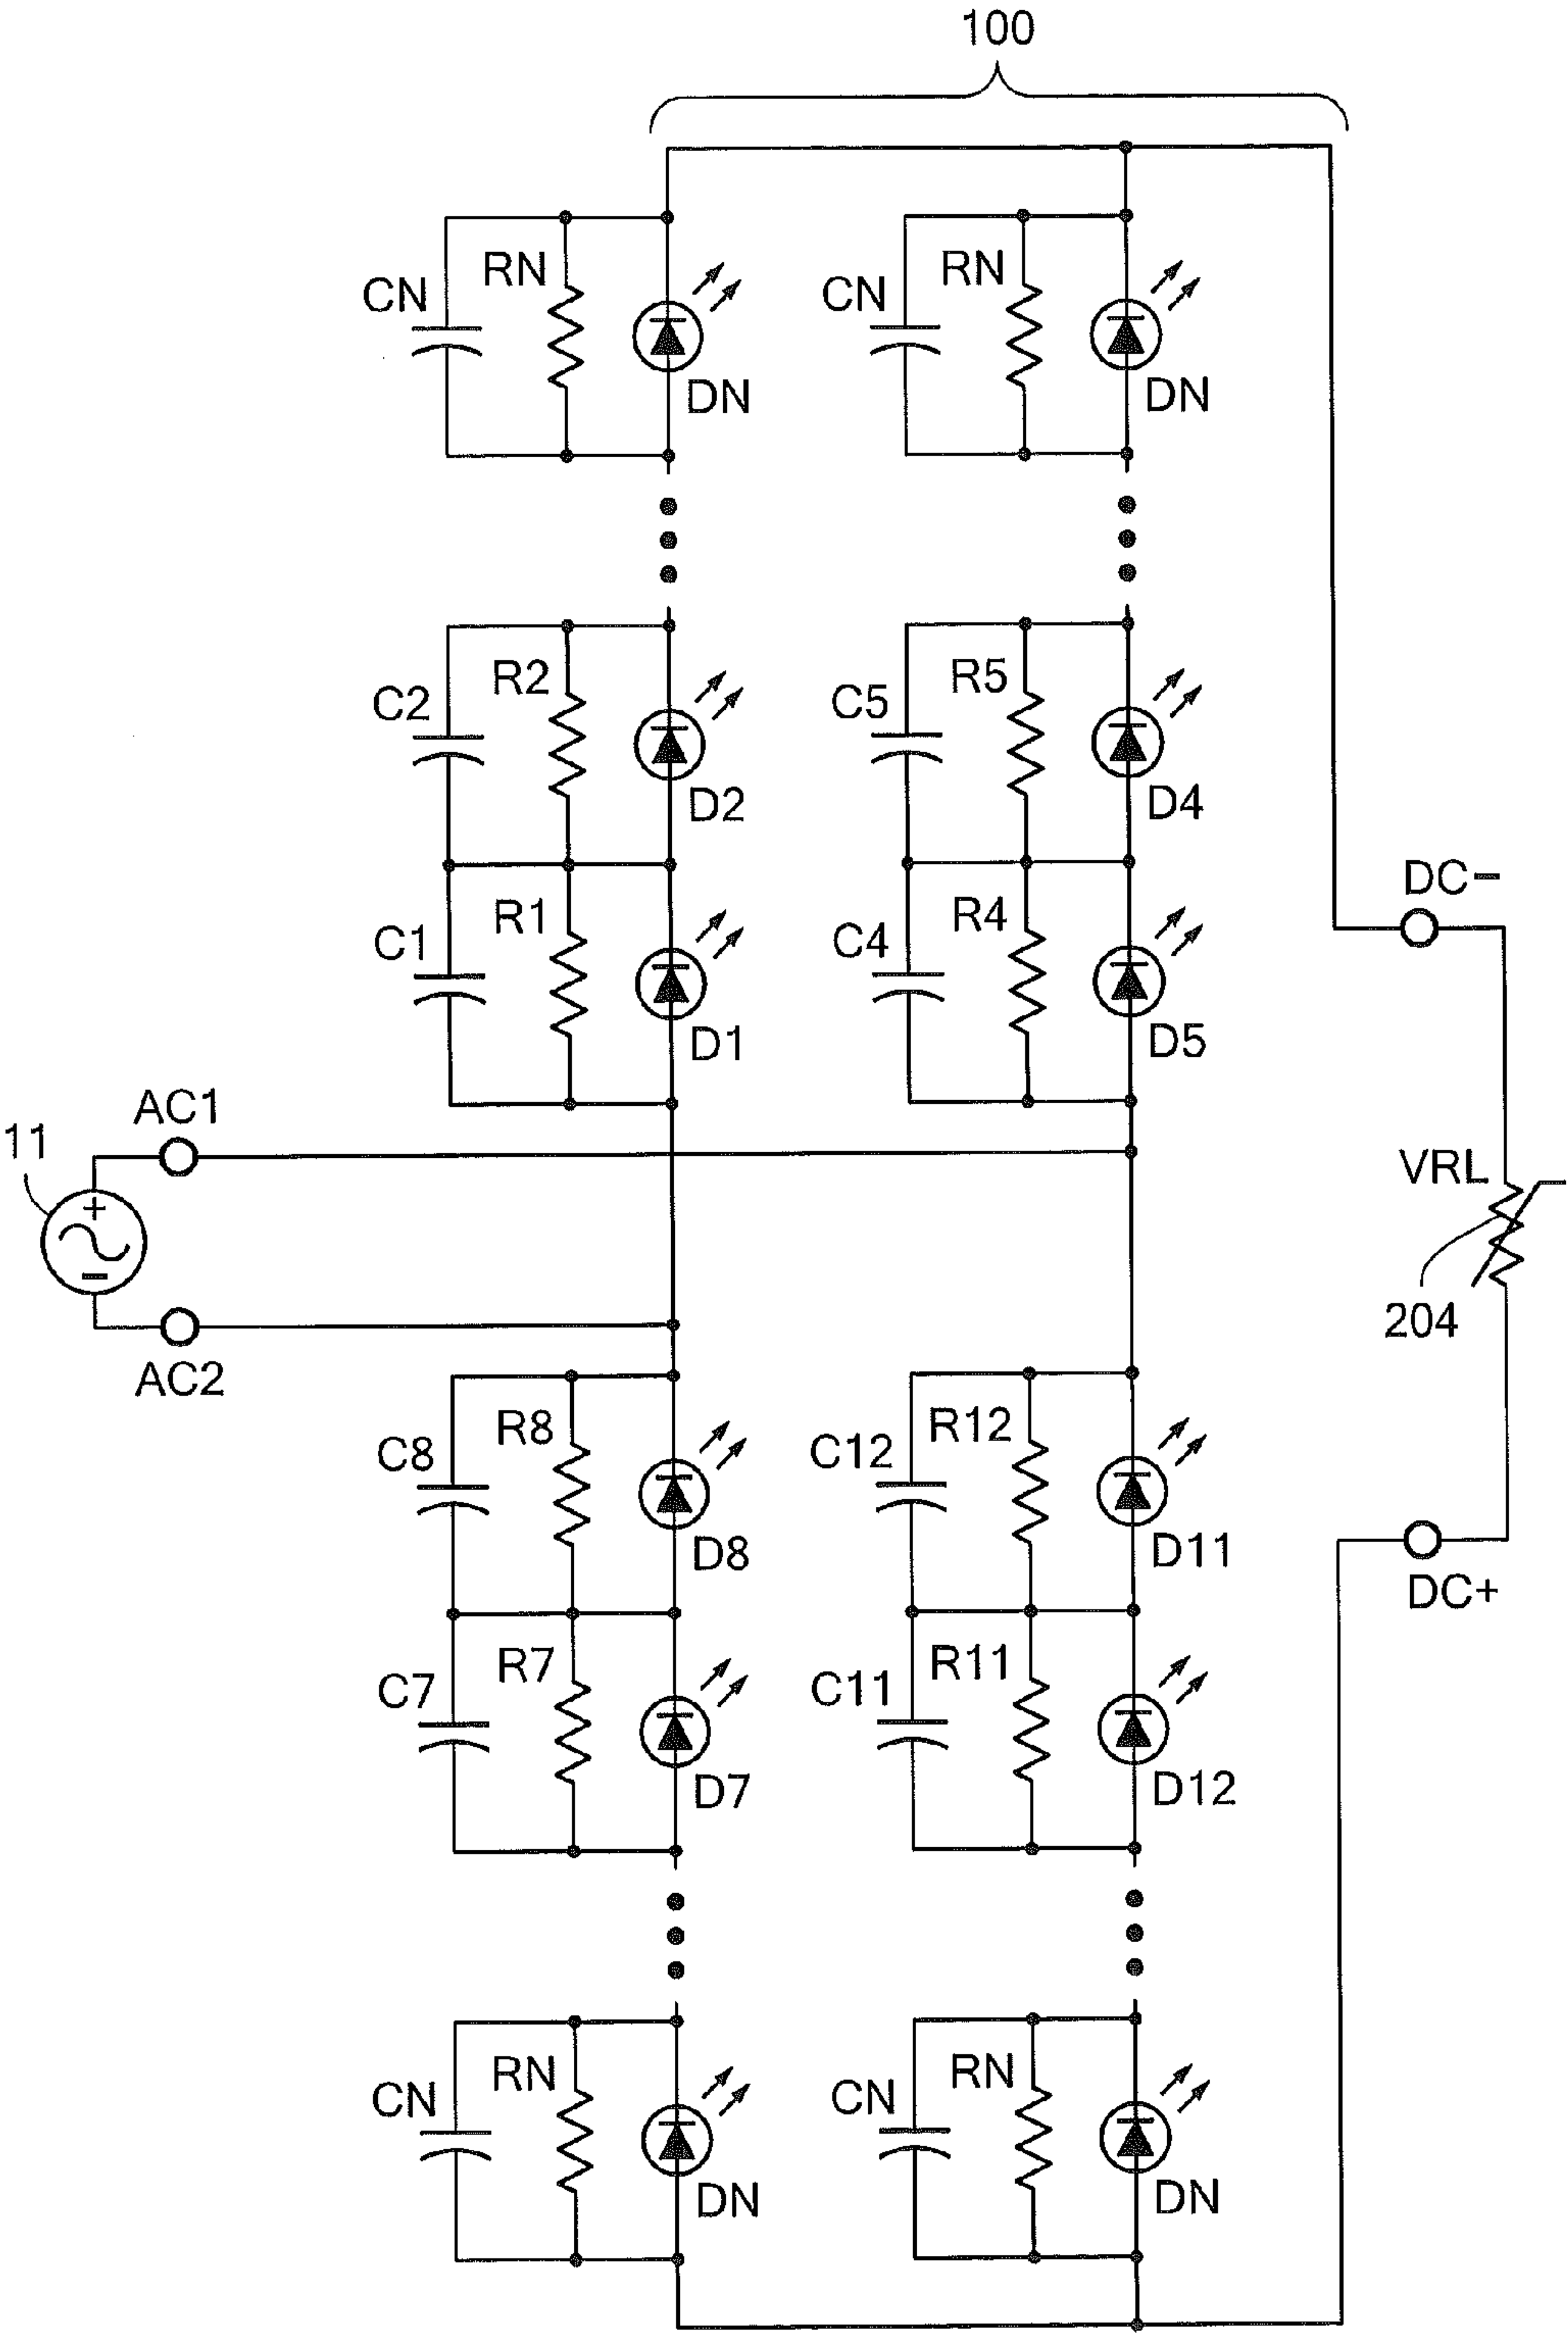 100
CN RN DN CN RN DN
C2 R2 D2 C5 R5 D4
C1 R1 D1 C4 R4 D5
DC−
AC1
11
+
−
AC2
VRL
204
C8 R8 D8 C12 R12 D11
DC+
C7 R7 D7 C11 R11 D12
CN RN DN CN RN DN